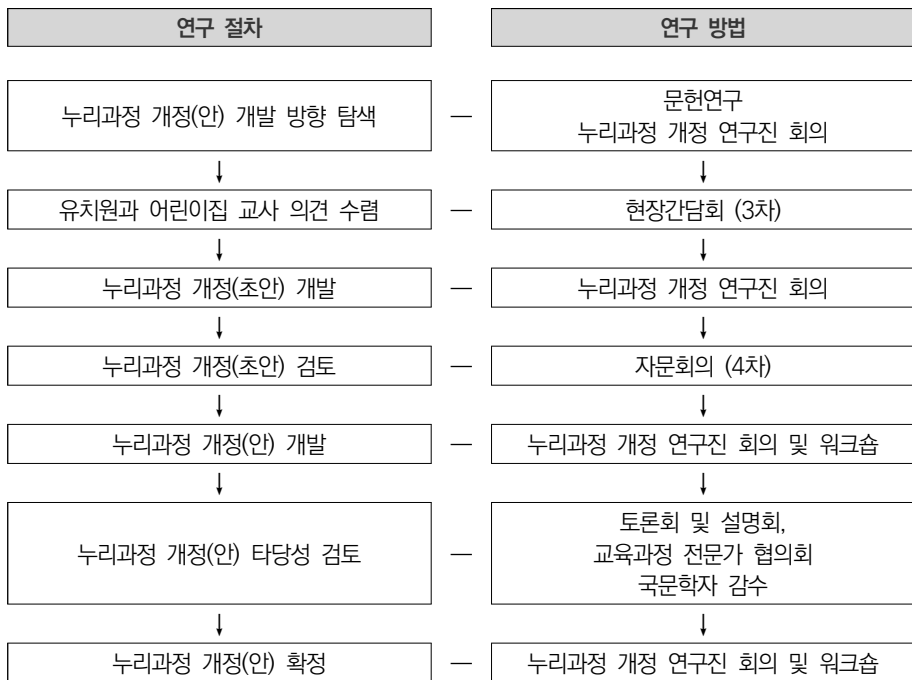 연구 절차
연구 방법
누리과정 개정(안) 개발 방향 탐색
—
문헌연구
누리과정 개정 연구진 회의
유치원과 어린이집 교사 의견 수렴
—
현장간담회 (3차)
누리과정 개정(초안) 개발
—
누리과정 개정 연구진 회의
누리과정 개정(초안) 검토
—
자문회의 (4차)
누리과정 개정(안) 개발
—
누리과정 개정 연구진 회의 및 워크숍
누리과정 개정(안) 타당성 검토
—
토론회 및 설명회,
교육과정 전문가 협의회
국문학자 감수
누리과정 개정(안) 확정
—
누리과정 개정 연구진 회의 및 워크숍